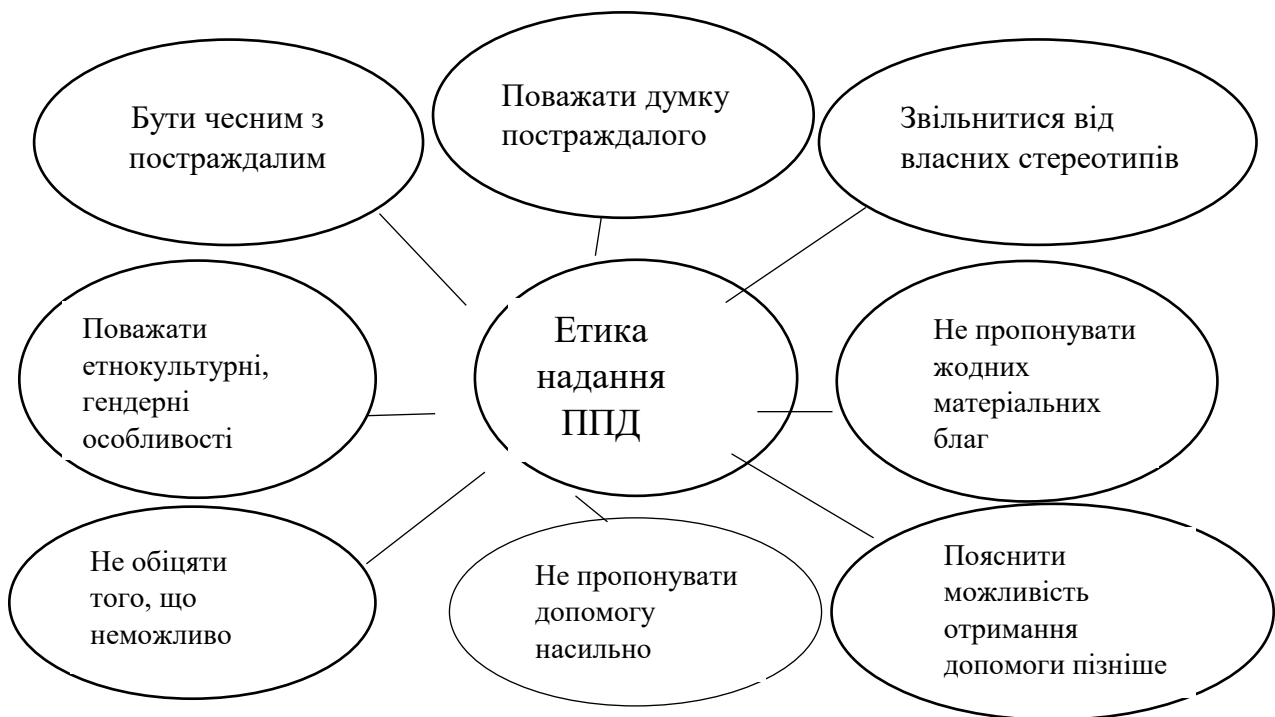 Бути чесним з
постраждалим
Поважати думку
постраждалого
Звільнитися від
власних стереотипів
Поважати
етнокультурні,
гендерні
особливості
Етика
надання
ППД
Не пропонувати
жодних
матеріальних
благ
Не обіцяти
того, що
неможливо
Не пропонувати
допомогу
насильно
Пояснити
можливість
отримання
допомоги пізніше